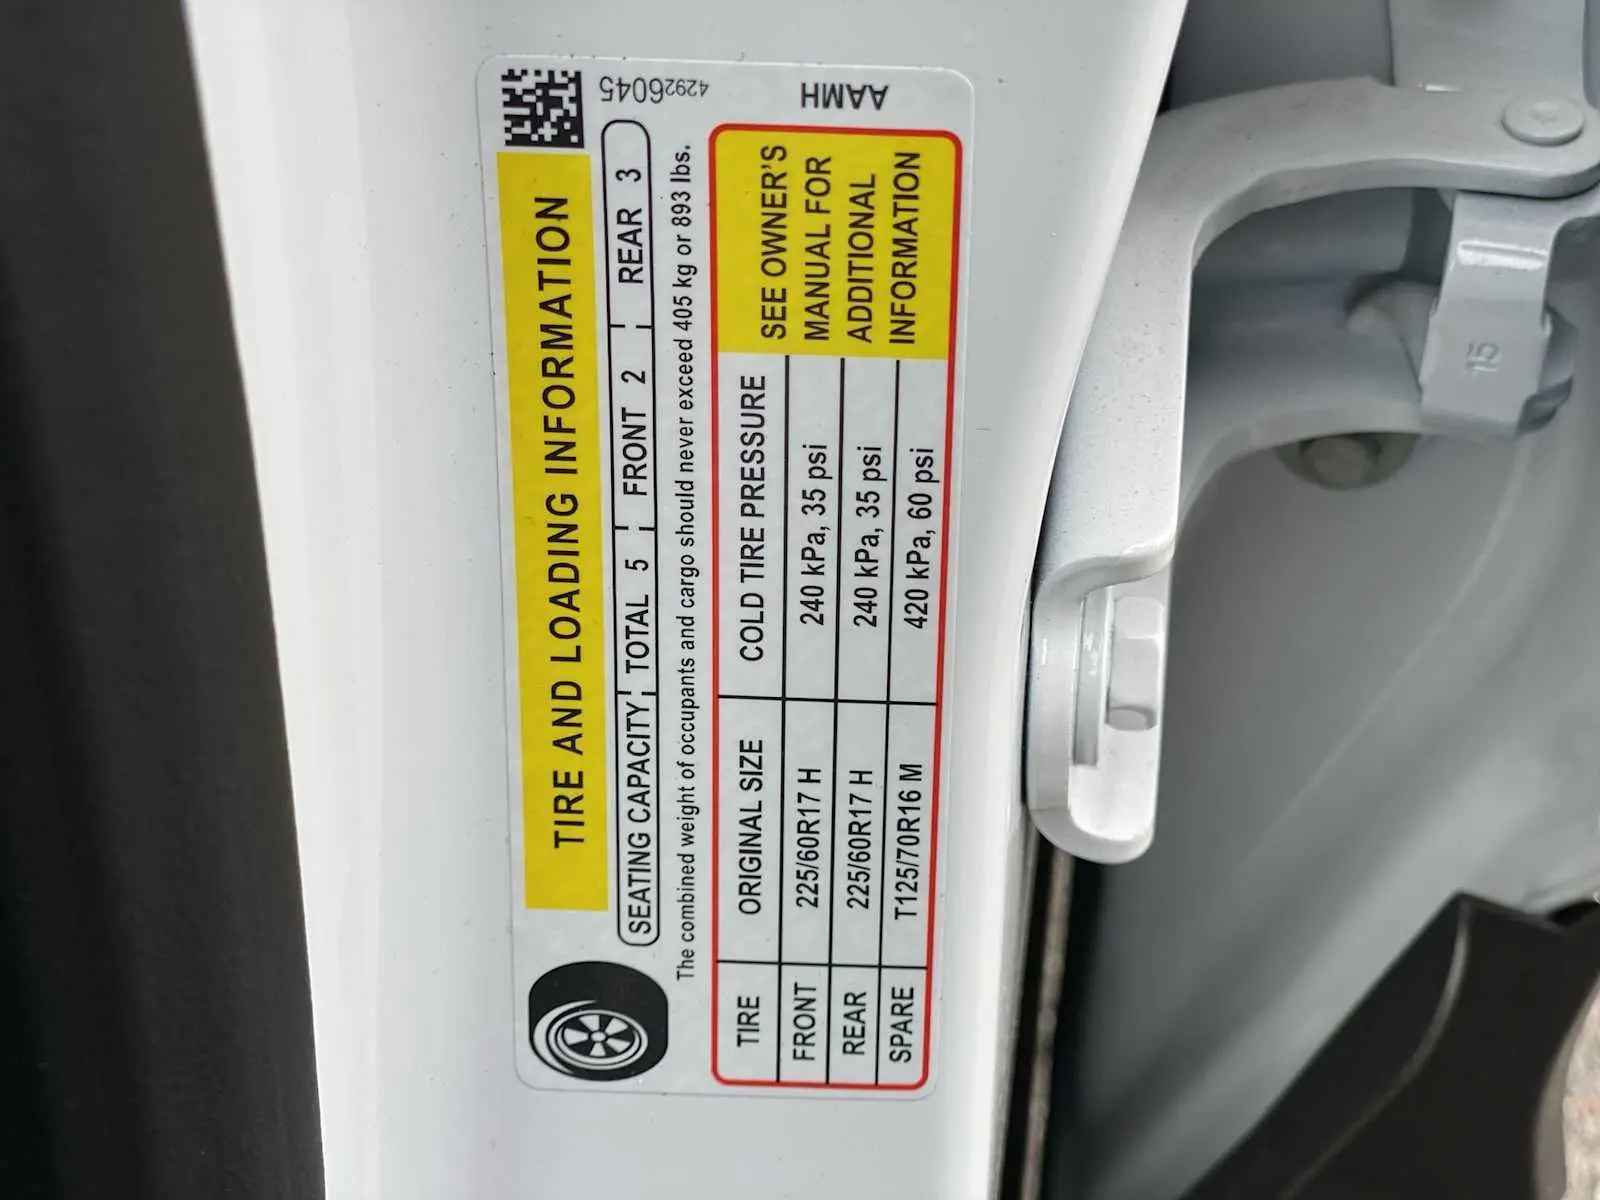 TIRE AND LOADING INFORMATION
SEATING CAPACITY TOTAL 5 FRONT 2 REAR 3
The combined weight of occupants and cargo should never exceed 405 kg or 893 lbs.
TIRE ORIGINAL SIZE COLD TIRE PRESSURE
FRONT 225/60R17 H 240 kPa, 35 psi
REAR 225/60R17 H 240 kPa, 35 psi
SPARE T125/70R16 M 420 kPa, 60 psi
SEE OWNER'S
MANUAL FOR
ADDITIONAL
INFORMATION
42926045
AAMH
15